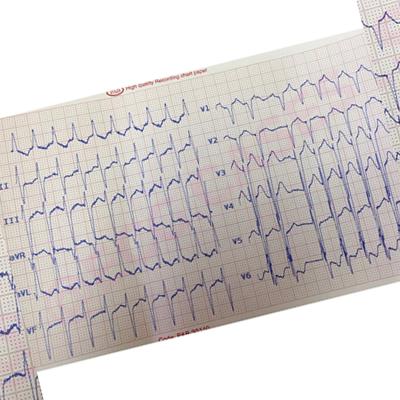 High quality Recording chart paper
V1
II
V2
III
V3
aVR
V4
aVL
V5
VF
V6